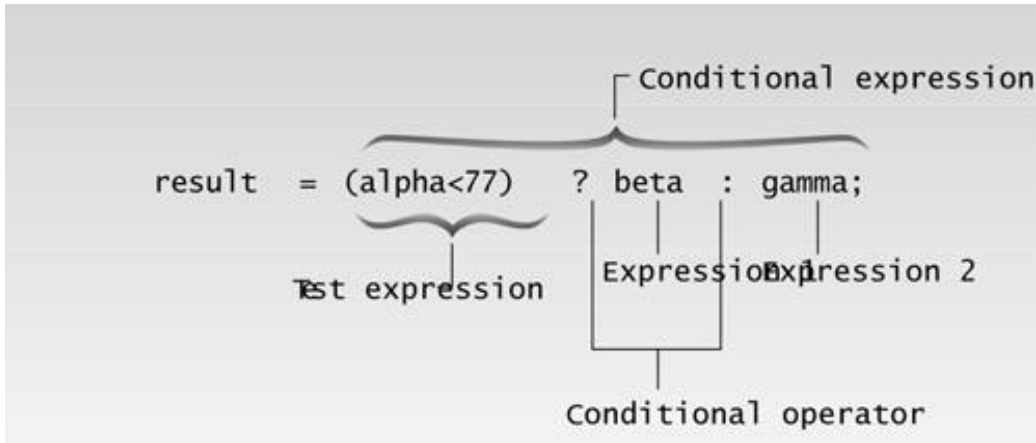 Conditional expression
result = (alpha<77) ? beta : gamma;
Expression 1 Expression 2
Test expression
Conditional operator